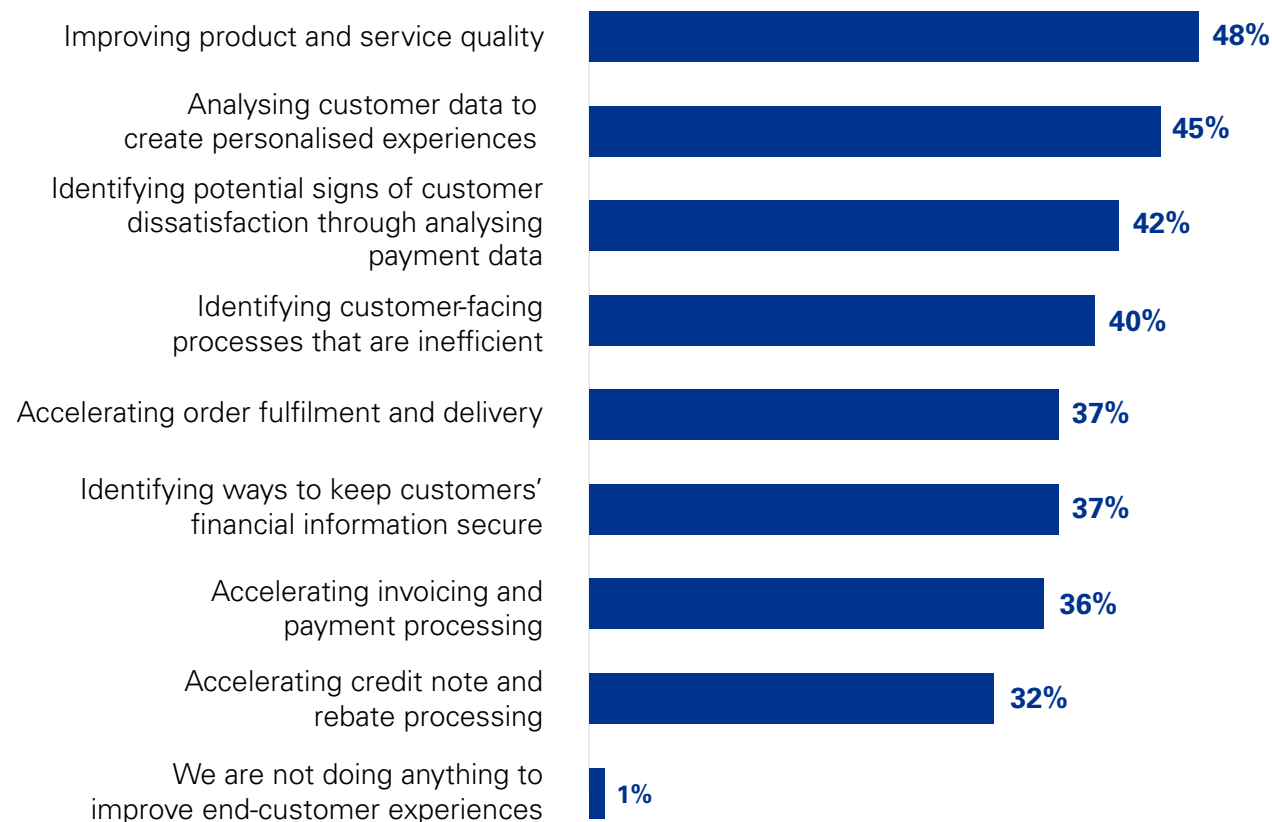 Improving product and service quality
48%
Analysing customer data to
create personalised experiences
45%
Identifying potential signs of customer
dissatisfaction through analysing
payment data
42%
Identifying customer-facing
processes that are inefficient
40%
Accelerating order fulfilment and delivery
37%
Identifying ways to keep customers’
financial information secure
37%
Accelerating invoicing and
payment processing
36%
Accelerating credit note and
rebate processing
32%
We are not doing anything to
improve end-customer experiences
1%